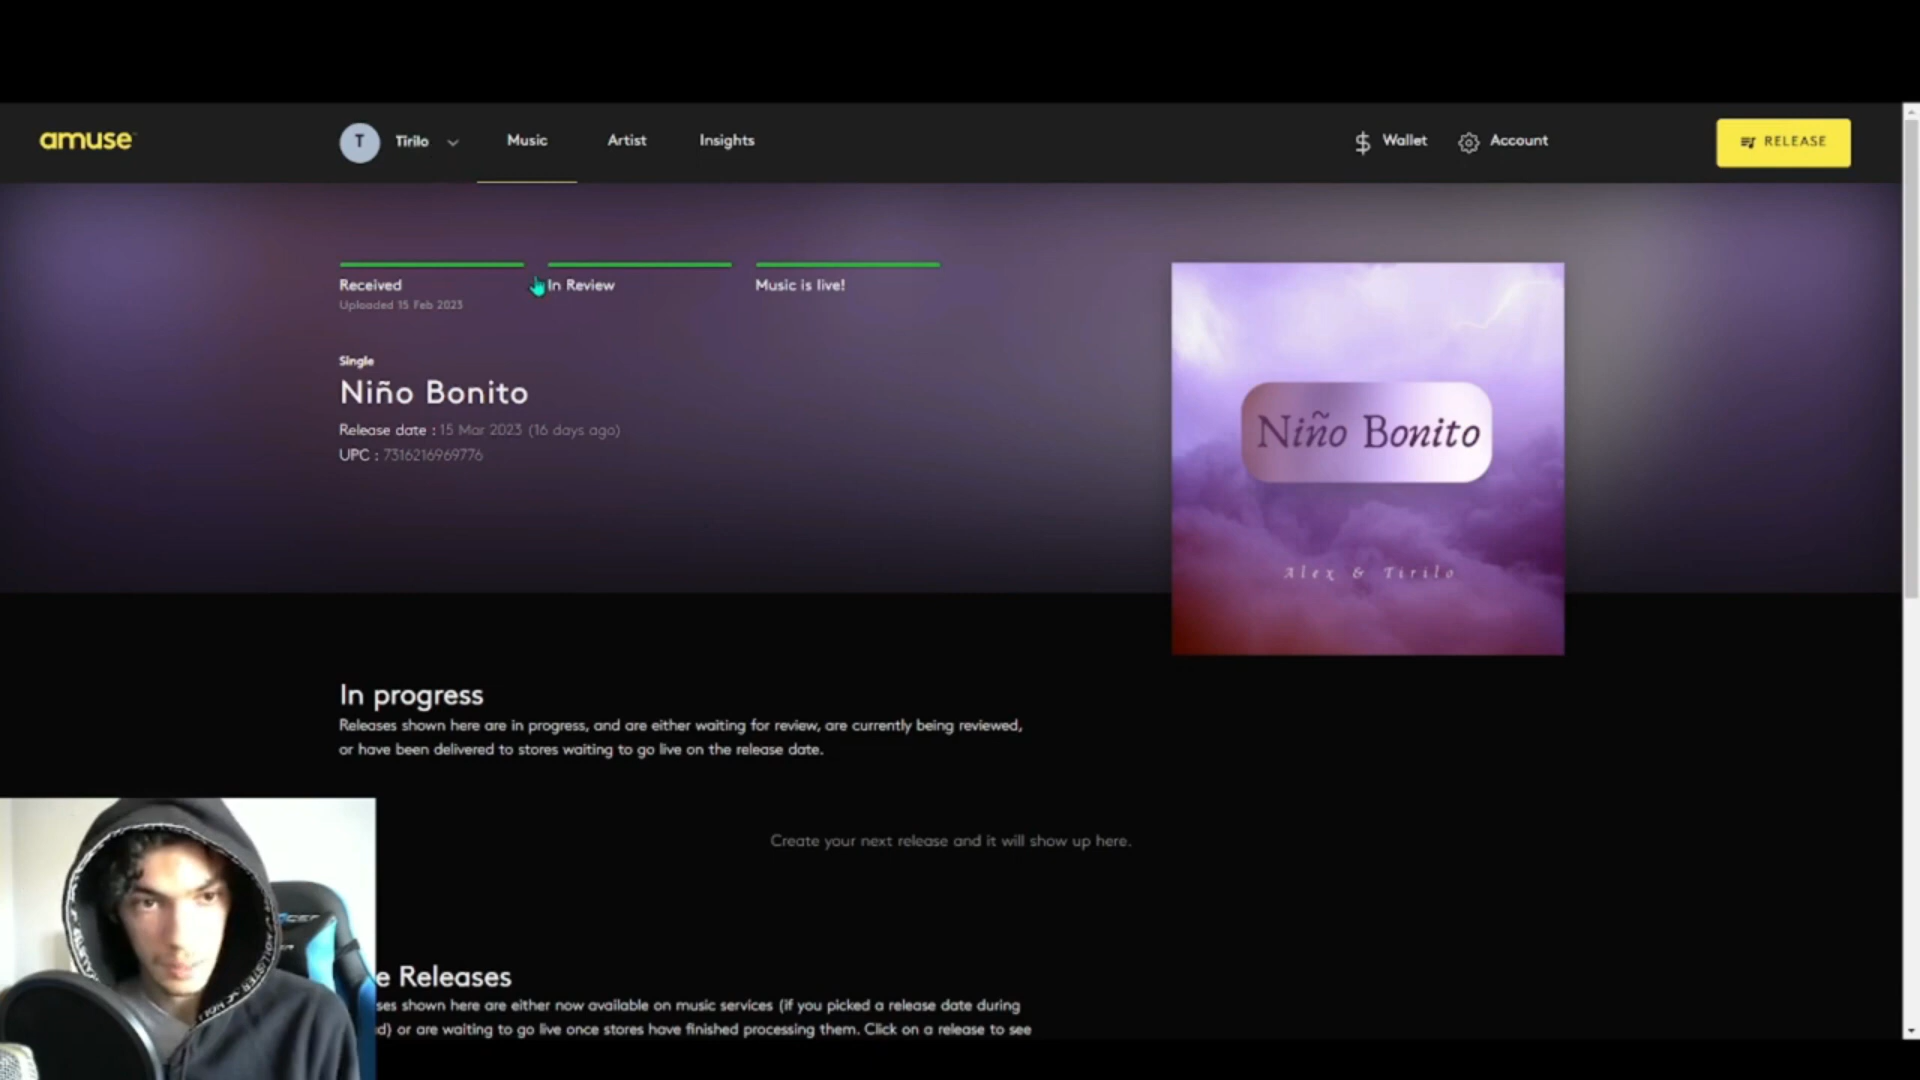 amuse
T
Tirilo
Music
Artist
Insights
Wallet
Account
RELEASE
Received
Uploaded 15 Feb 2023
In Review
Music is live!
Single
Niño Bonito
Release date : 15 Mar 2023 (16 days ago)
UPC : 7316216969776
Niño Bonito
Alex & Tirilo
In progress
Releases shown here are in progress, and are either waiting for review, are currently being reviewed,
or have been delivered to stores waiting to go live on the release date.
Create your next release and it will show up here.
e Releases
ses shown here are either now available on music services (if you picked a release date during
d) or are waiting to go live once stores have finished processing them. Click on a release to see